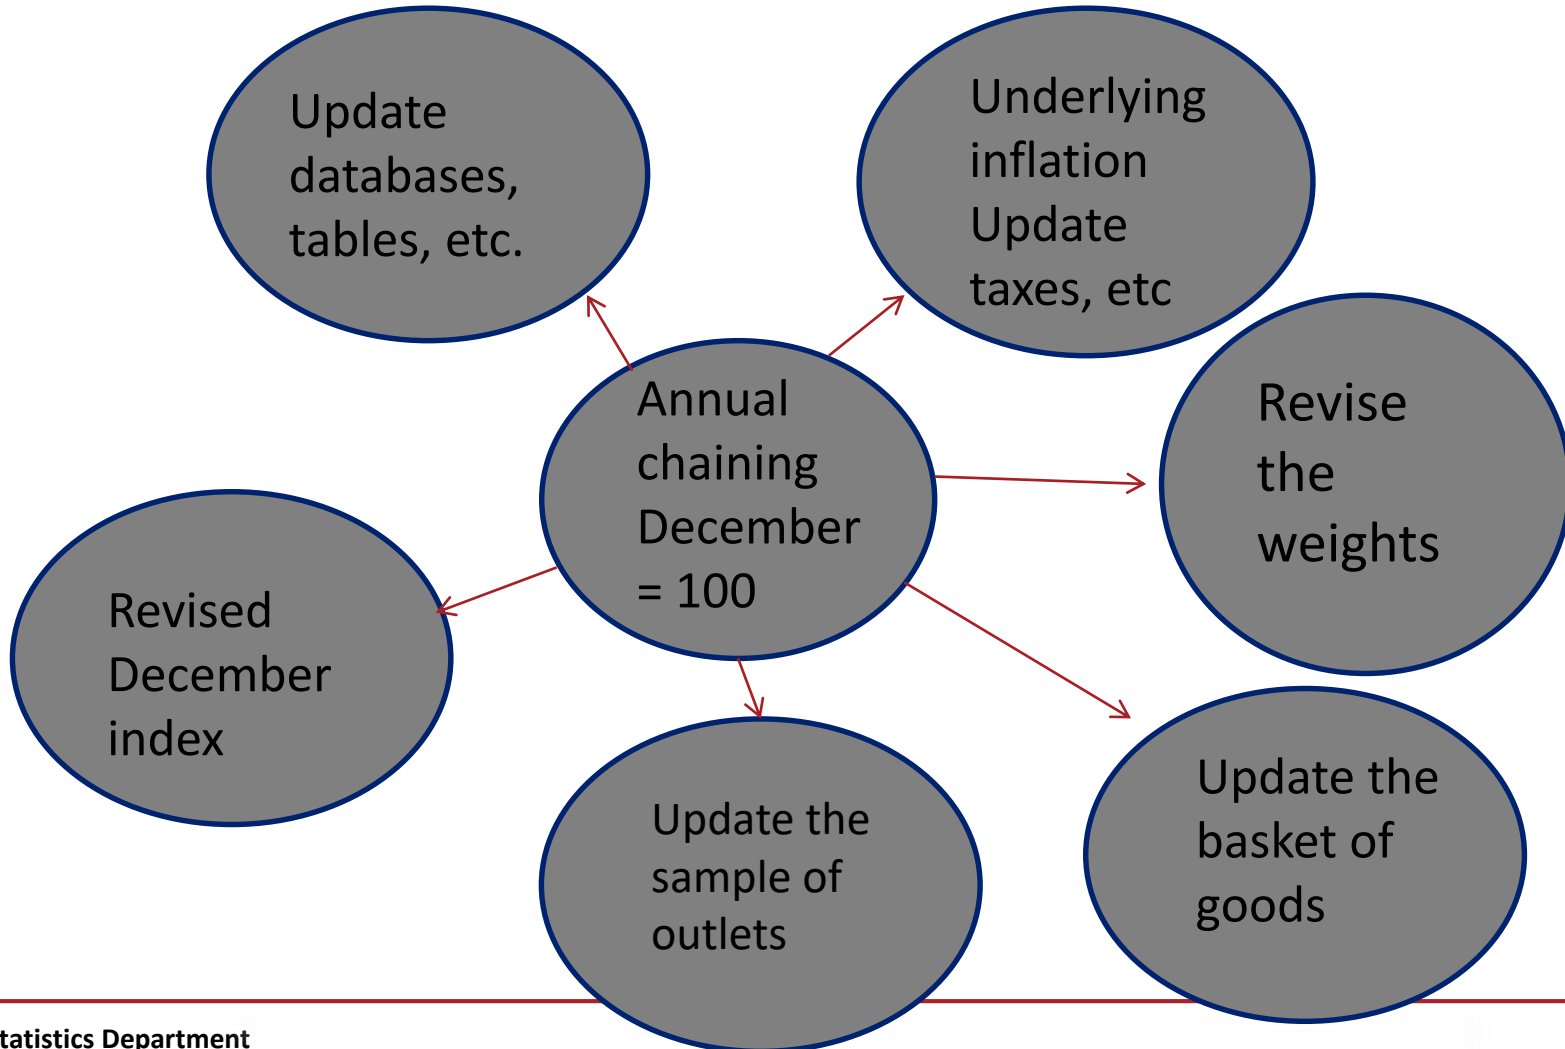 Update
databases,
tables, etc.
Underlying
inflation
Update
taxes, etc
Annual
chaining
December
= 100
Revise
the
weights
Revised
December
index
Update the
sample of
outlets
Update the
basket of
goods
tatistics Department